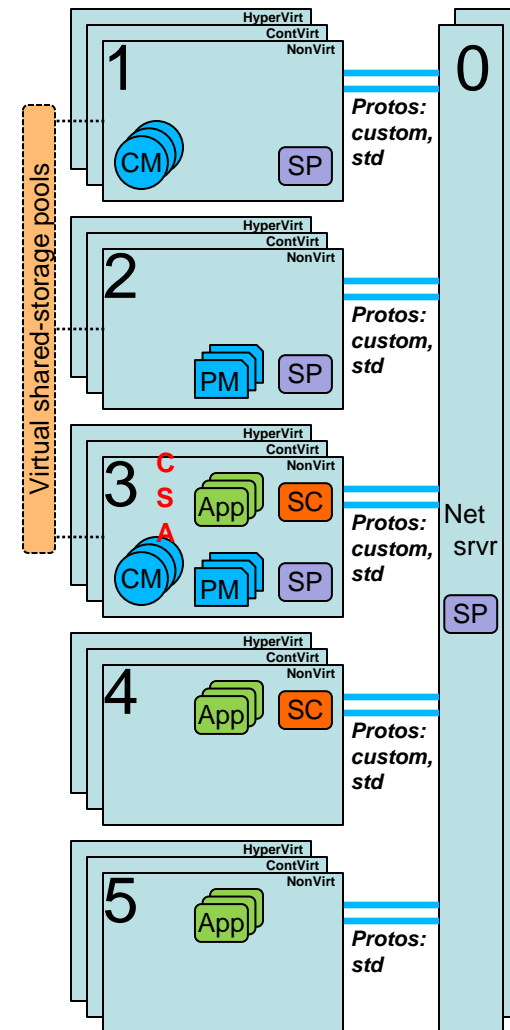 HyperVirt
ContVirt
NonVirt
1
CM
SP
Protos:
custom,
std
0
Virtual shared-storage pools
HyperVirt
ContVirt
NonVirt
2
PM
SP
Protos:
custom,
std
HyperVirt
ContVirt
NonVirt
3
C
S
A
App
SC
CM
PM
SP
Protos:
custom,
std
Net
srvr
SP
HyperVirt
ContVirt
NonVirt
4
App
SC
Protos:
custom,
std
HyperVirt
ContVirt
NonVirt
5
App
Protos:
std